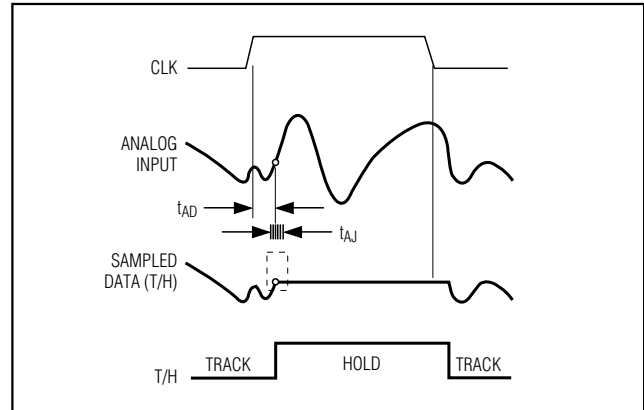 CLK
ANALOG
INPUT
tAD
tAJ
SAMPLED
DATA (T/H)
TRACK
HOLD
TRACK
T/H